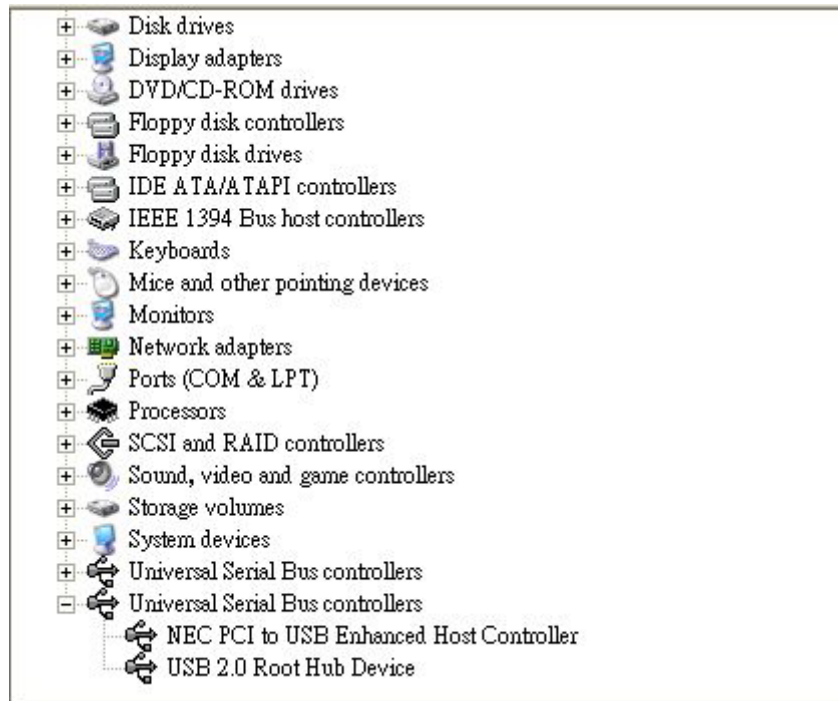 Disk drives
Display adapters
DVD/CD-ROM drives
Floppy disk controllers
Floppy disk drives
IDE ATA/ATAPI controllers
IEEE 1394 Bus host controllers
Keyboards
Mice and other pointing devices
Monitors
Network adapters
Ports (COM & LPT)
Processors
SCSI and RAID controllers
Sound, video and game controllers
Storage volumes
System devices
Universal Serial Bus controllers
Universal Serial Bus controllers
NEC PCI to USB Enhanced Host Controller
USB 2.0 Root Hub Device